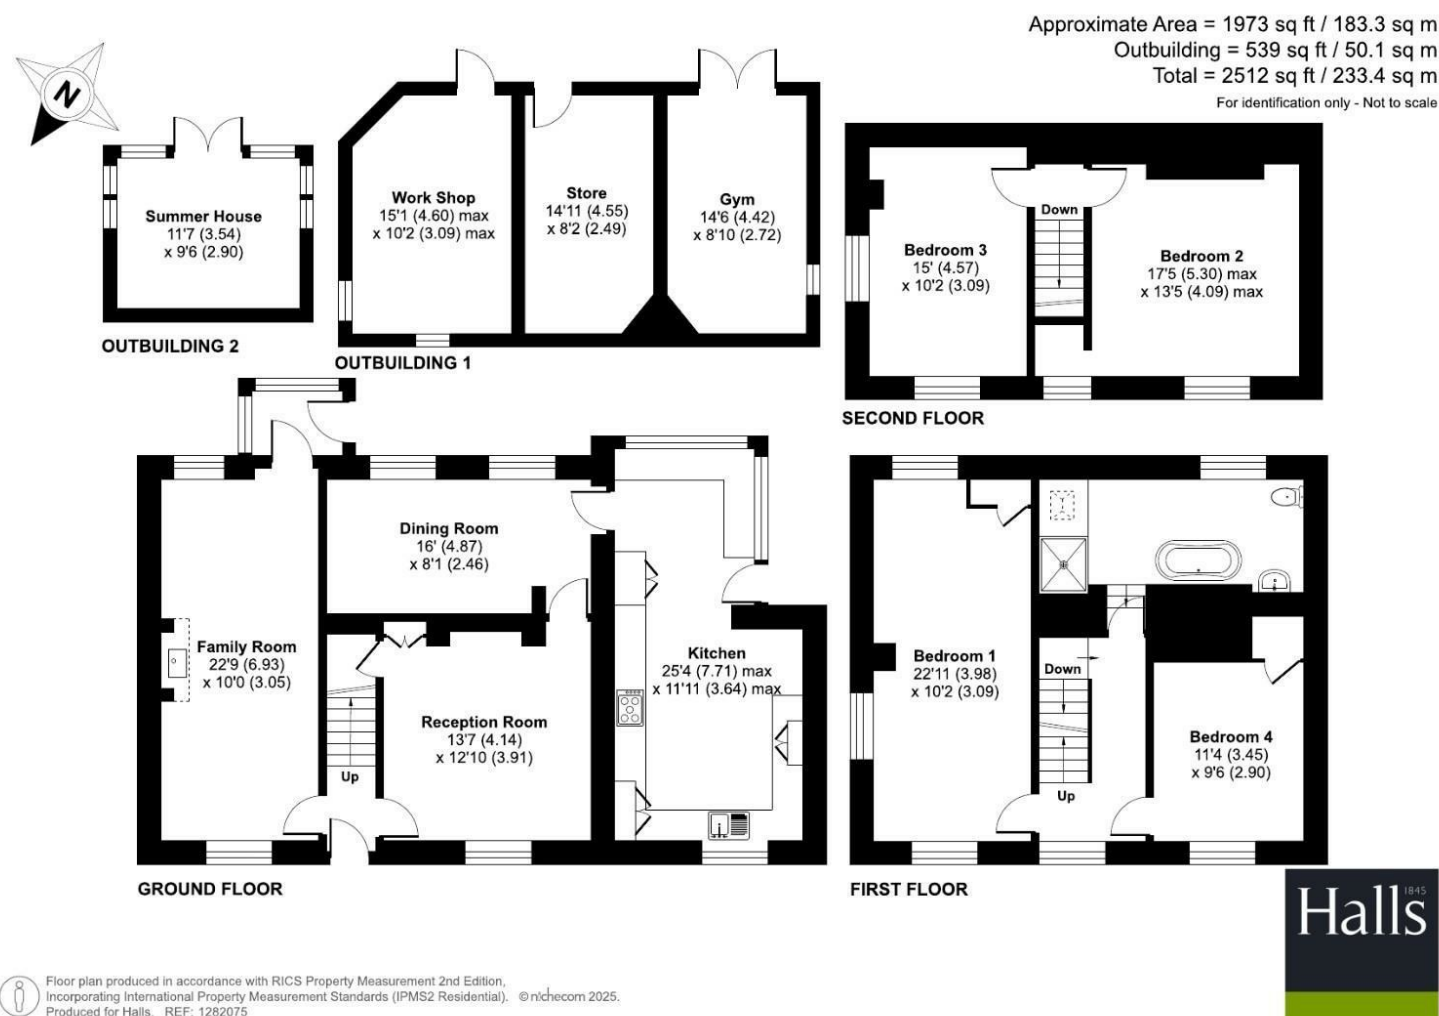 Approximate Area = 1973 sq ft / 183.3 sq m
Outbuilding = 539 sq ft / 50.1 sq m
Total = 2512 sq ft / 233.4 sq m
For identification only - Not to scale
N
Summer House
11'7 (3.54)
x 9'6 (2.90)
OUTBUILDING 2
Work Shop
15'1 (4.60) max
x 10'2 (3.09) max
Store
14'11 (4.55)
x 8'2 (2.49)
Gym
14'6 (4.42)
x 8'10 (2.72)
OUTBUILDING 1
Bedroom 3
15' (4.57)
x 10'2 (3.09)
Down
Bedroom 2
17'5 (5.30) max
x 13'5 (4.09) max
SECOND FLOOR
Dining Room
16' (4.87)
x 8'1 (2.46)
Family Room
22'9 (6.93)
x 10'0 (3.05)
Kitchen
25'4 (7.71) max
x 11'11 (3.64) max
Reception Room
13'7 (4.14)
x 12'10 (3.91)
Up
GROUND FLOOR
Bedroom 1
22'11 (3.98)
x 10'2 (3.09)
Down
Up
Bedroom 4
11'4 (3.45)
x 9'6 (2.90)
FIRST FLOOR
Halls
1845
Floor plan produced in accordance with RICS Property Measurement 2nd Edition,
Incorporating International Property Measurement Standards (IPMS2 Residential). © nichecom 2025.
Produced for Halls. REF: 1282075